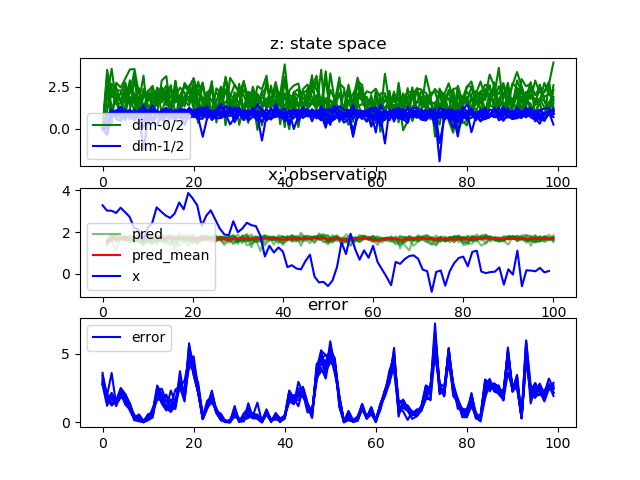 z: state space
2.5
0.0
dim-0/2
dim-1/2
0 20 40 60 80 100
x: observation
4
2
0
pred
pred_mean
x
0 20 40 60 80 100
error
5
0
error
0 20 40 60 80 100